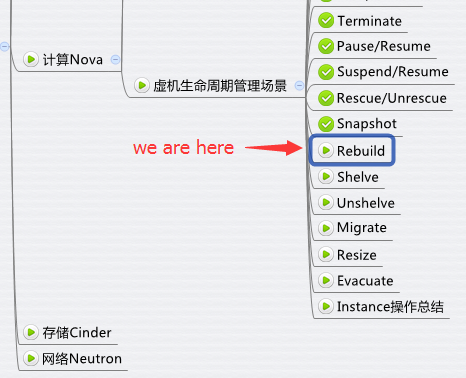 Terminate
计算Nova
Pause/Resume
虚机生命周期管理场景
Suspend/Resume
Rescue/Unrescue
Snapshot
we are here
Rebuild
Shelve
Unshelve
Migrate
Resize
Evacuate
Instance操作总结
存储Cinder
网络Neutron